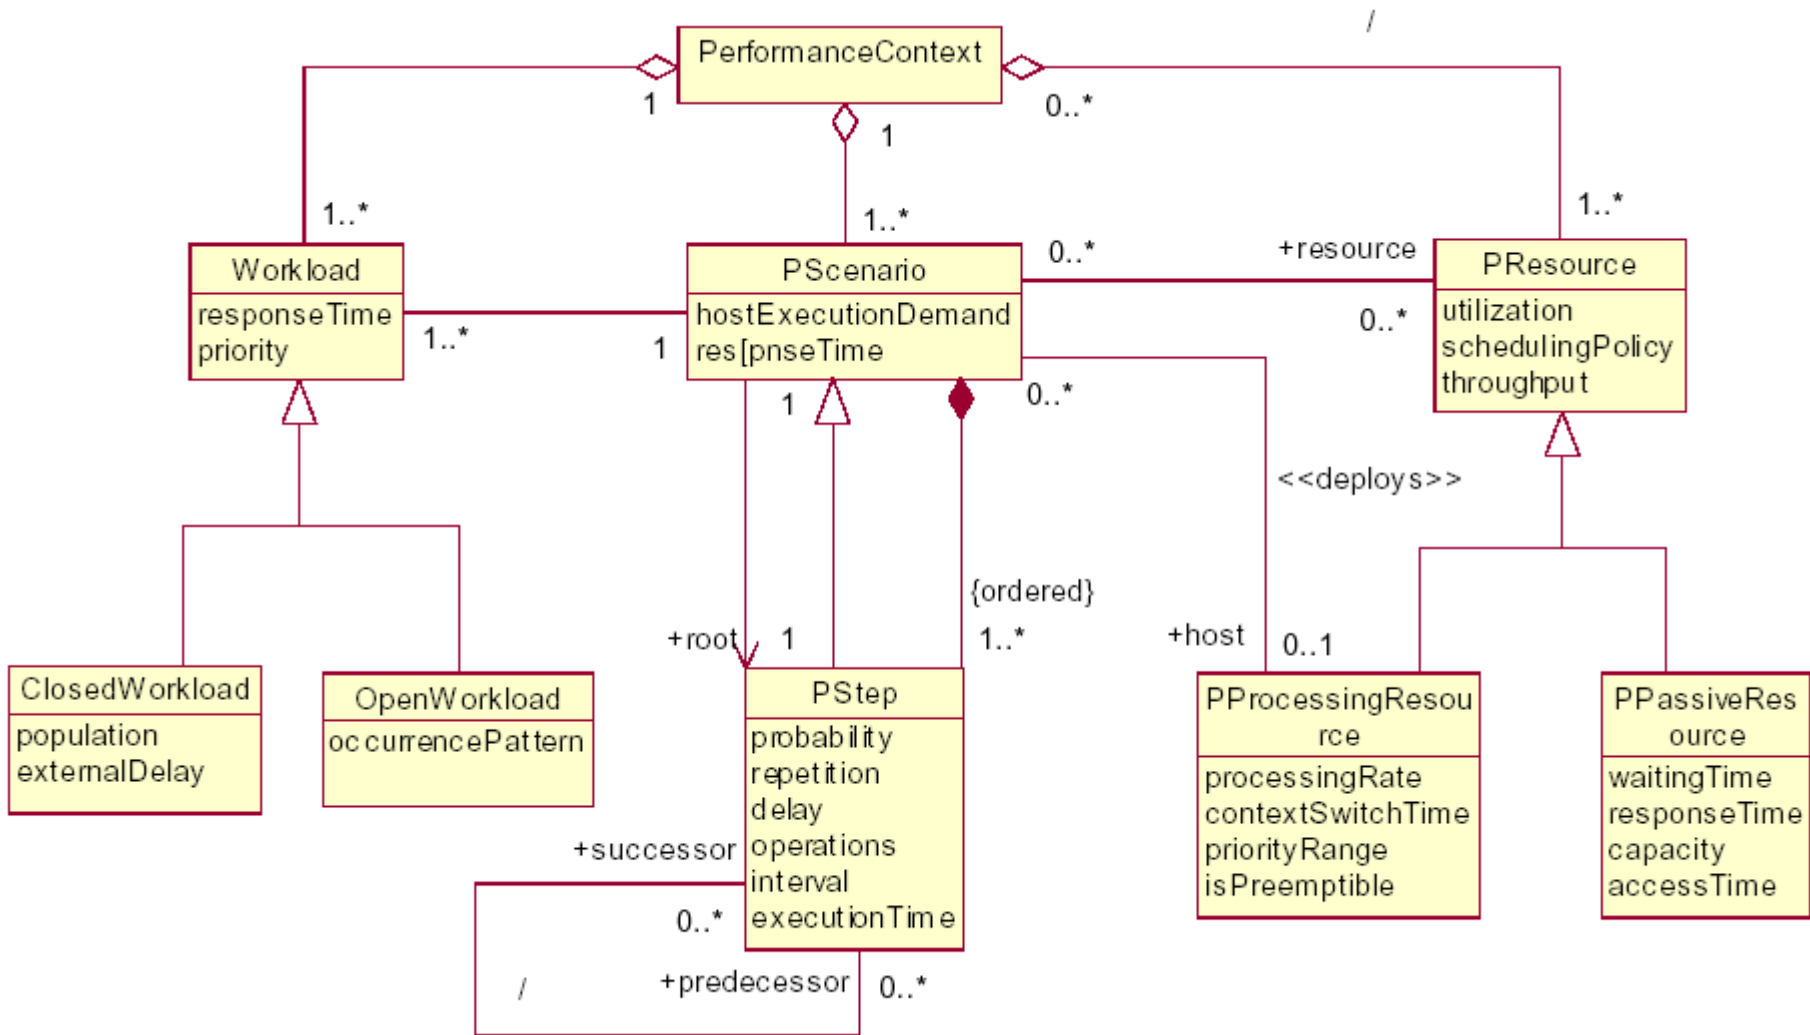 /
PerformanceContext
1
1
0..*
1..*
1..*
1..*
Workload
responseTime
priority
1..*
1
PScenario
hostExecutionDemand
res[pnseTime
0..*
+resource
0..*
PResource
utilization
schedulingPolicy
throughput
1
0..*
<<deploys>>
{ordered}
+root
1
1..*
+host
0..1
ClosedWorkload
population
externalDelay
OpenWorkload
occurrencePattern
PStep
probability
repetition
delay
operations
interval
executionTime
PProcessingResou
rce
processingRate
contextSwitchTime
priorityRange
isPreemptible
PPassiveRes
ource
waitingTime
responseTime
capacity
accessTime
+successor
0..*
/
+predecessor
0..*